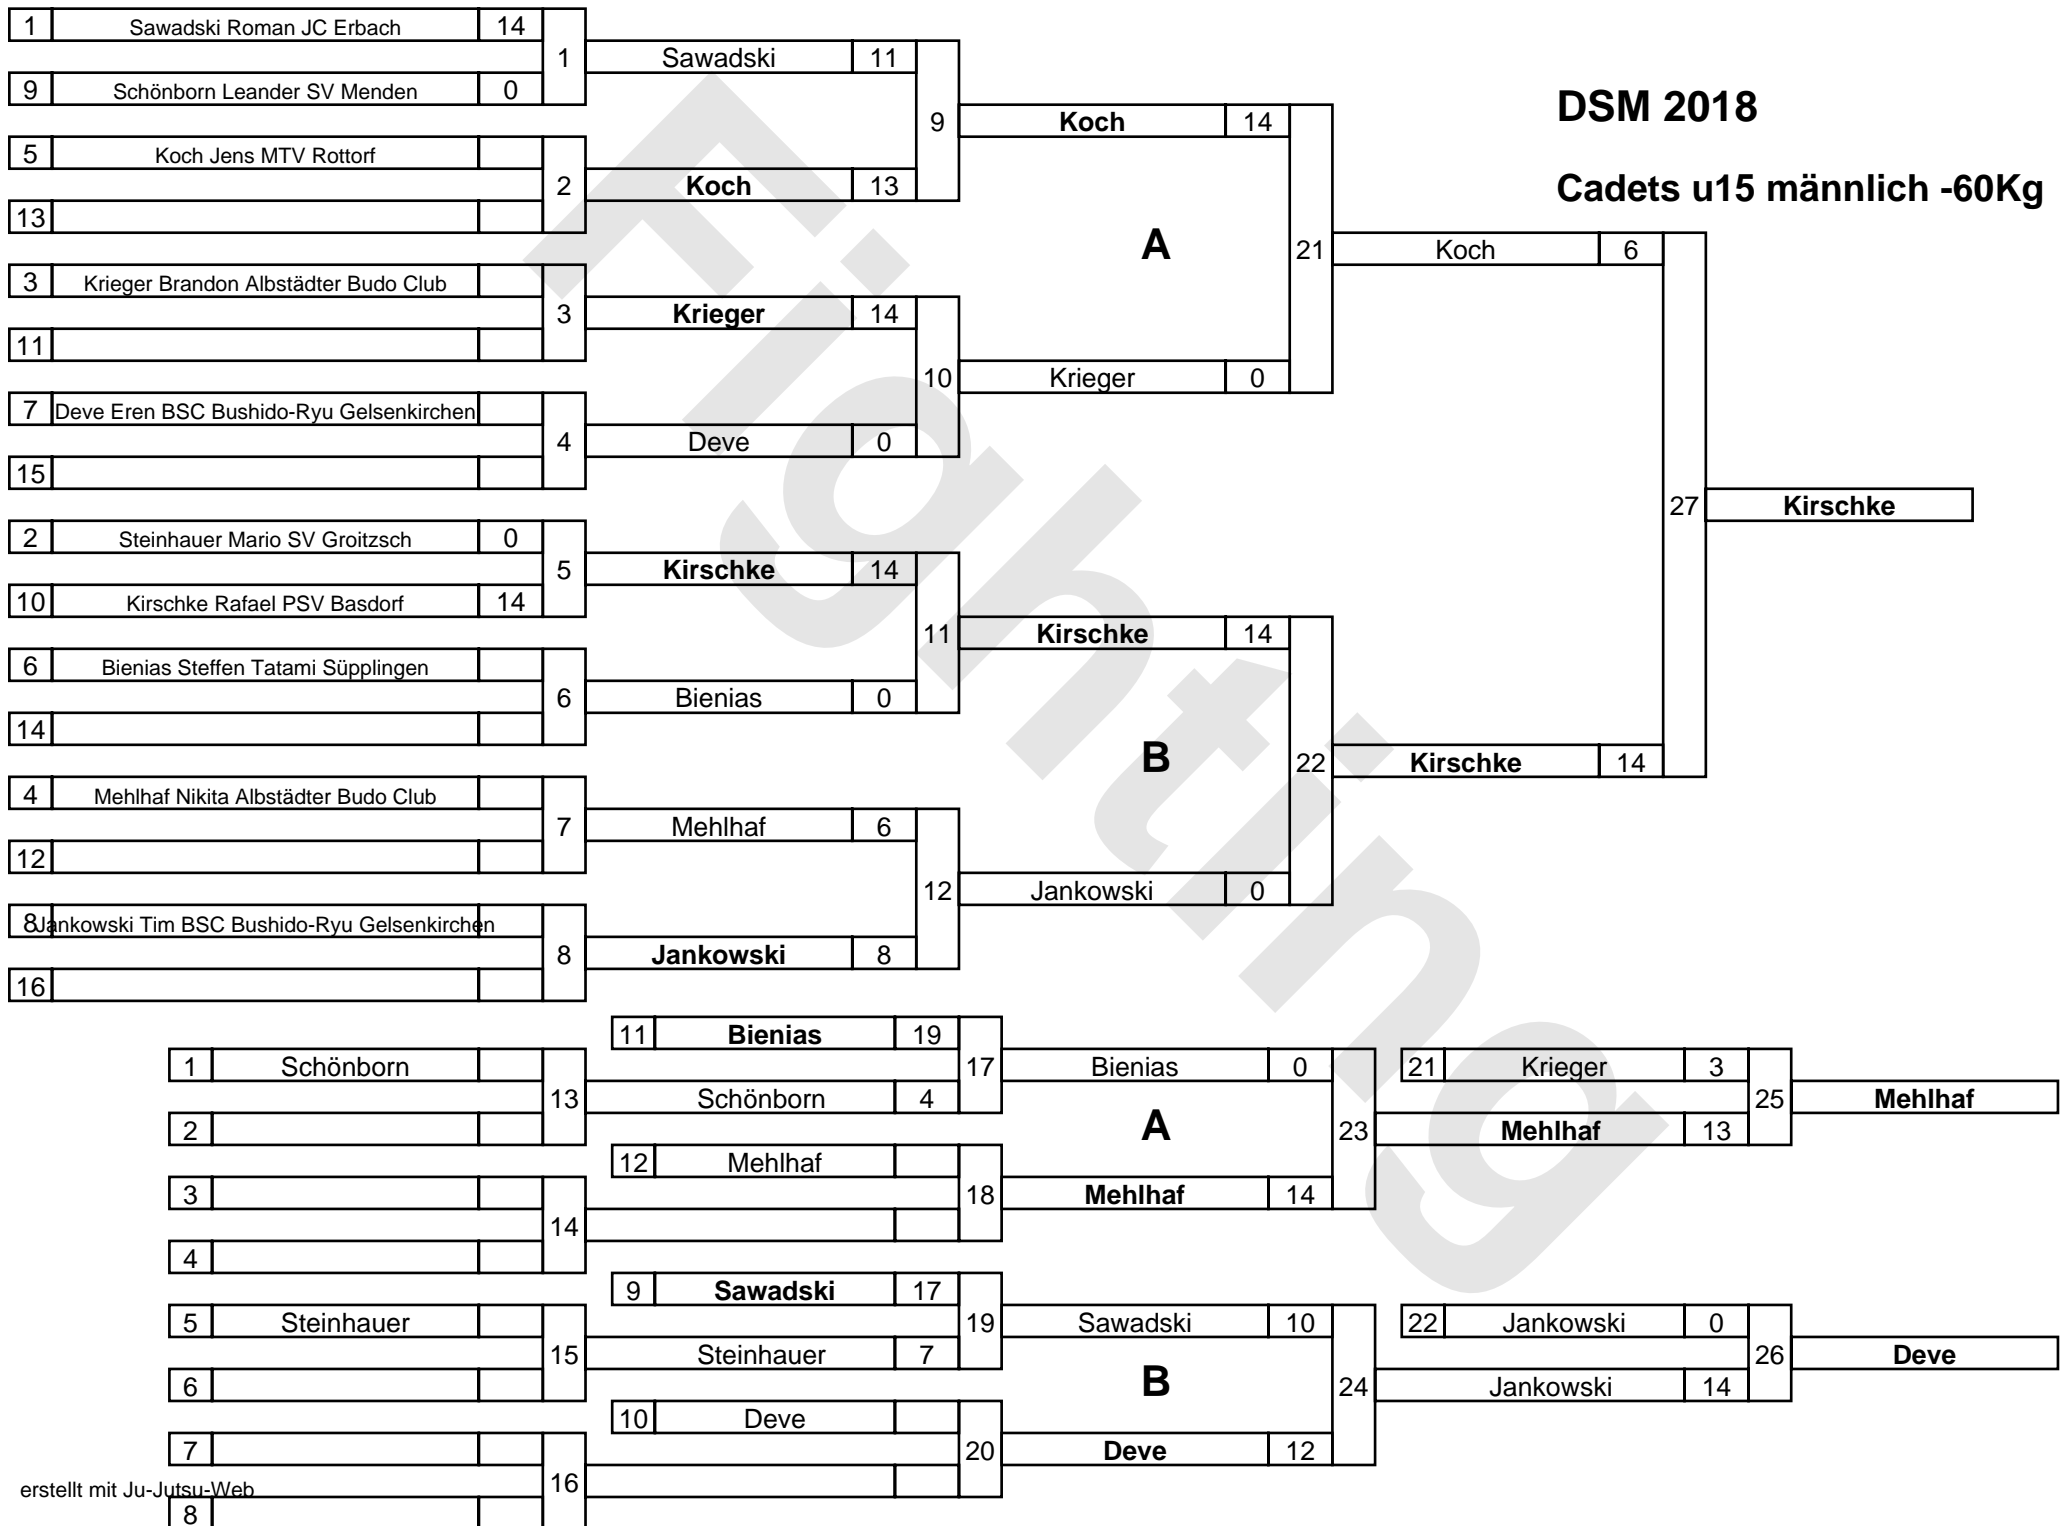 DSM 2018
Cadets u15 männlich -60Kg
1 Sawadski Roman JC Erbach 14
1
9 Schönborn Leander SV Menden 0
5 Koch Jens MTV Rottorf
2
13
3 Krieger Brandon Albstädter Budo Club
3
11
7 Deve Eren BSC Bushido-Ryu Gelsenkirchen
4
15
2 Steinhauer Mario SV Groitzsch 0
5
10 Kirschke Rafael PSV Basdorf 14
6 Bienias Steffen Tatami Süpplingen
6
14
4 Mehlhaf Nikita Albstädter Budo Club
7
12
8 Jankowski Tim BSC Bushido-Ryu Gelsenkirchen
8
16
Sawadski 11
9
Koch 13
Krieger 14
10
Deve 0
Kirschke 14
11
Bienias 0
Mehlhaf 6
12
Jankowski 8
Koch 14
A
21
Krieger 0
Kirschke 14
B
22
Jankowski 0
Koch 6
27
Kirschke 14
Kirschke
1 Schönborn
13
2
3
14
4
5 Steinhauer
15
6
7
16
8
11 Bienias 19
17
Schönborn 4
12 Mehlhaf
18
9 Sawadski 17
19
Steinhauer 7
10 Deve
20
Bienias 0
A
23
Mehlhaf 14
Sawadski 10
B
24
Deve 12
21 Krieger 3
25
Mehlhaf 13
Mehlhaf
22 Jankowski 0
26
Jankowski 14
Deve
erstellt mit Ju-Jutsu-Web
Fighting